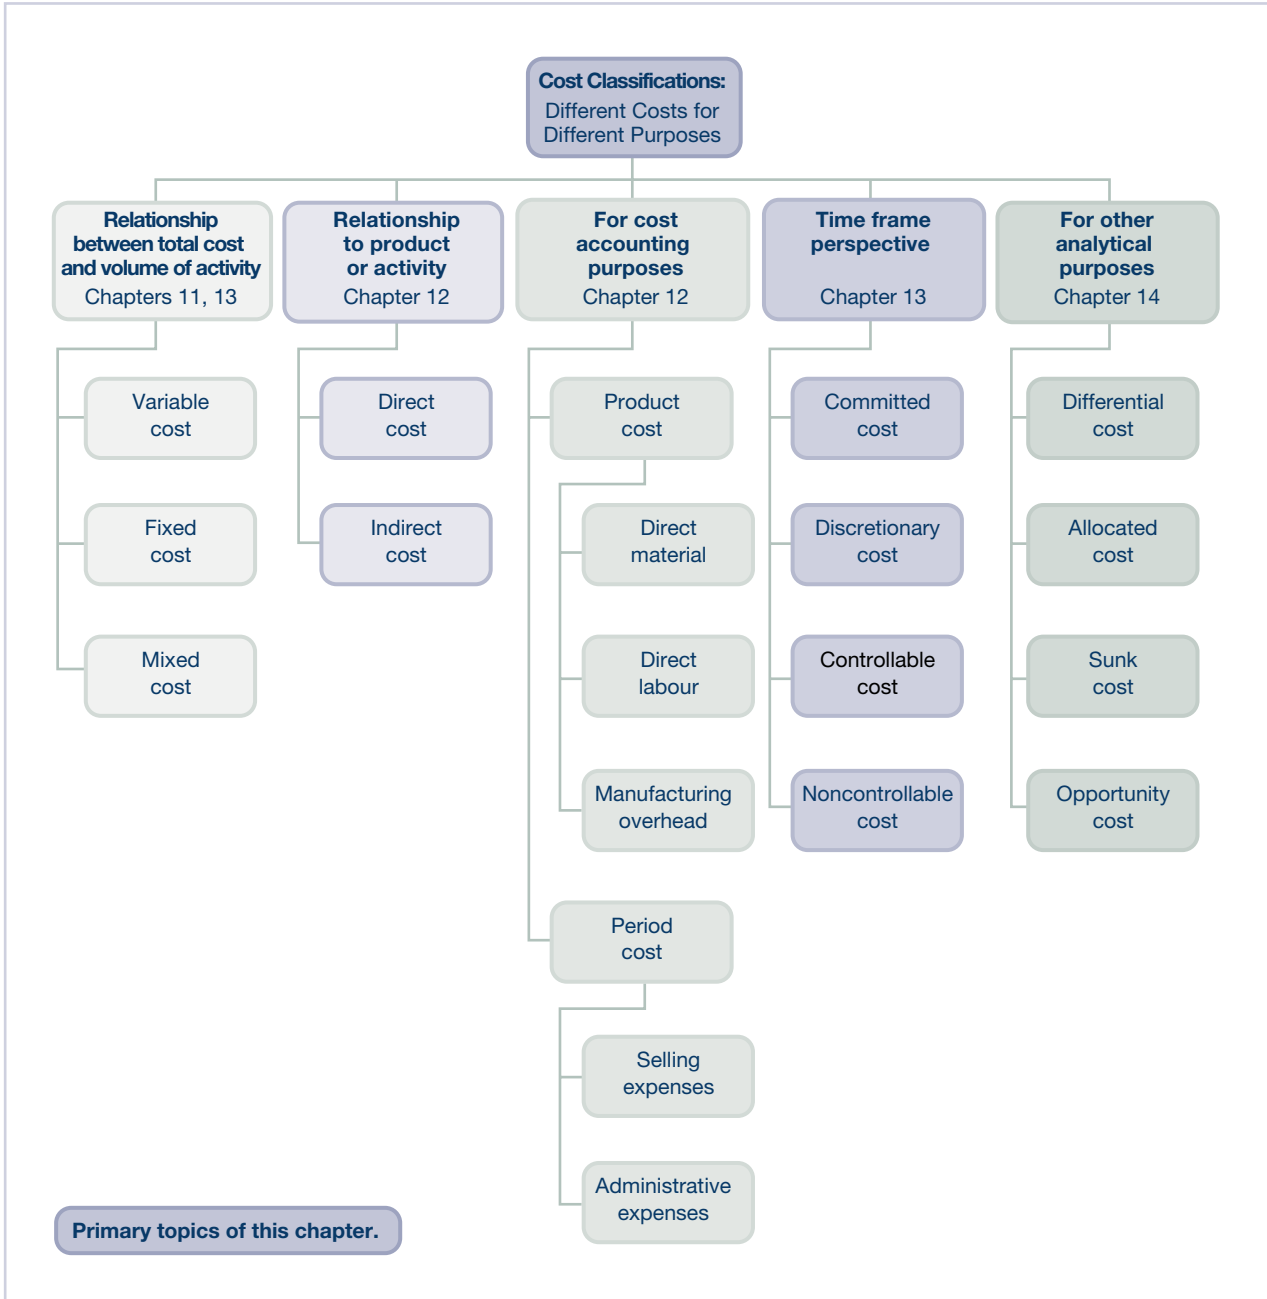 Cost Classifications:
Different Costs for
Different Purposes
Relationship
between total cost
and volume of activity
Chapters 11, 13
Relationship
to product
or activity
Chapter 12
For cost
accounting
purposes
Chapter 12
Time frame
perspective
Chapter 13
For other
analytical
purposes
Chapter 14
Variable
cost
Fixed
cost
Mixed
cost
Direct
cost
Indirect
cost
Product
cost
Direct
material
Direct
labour
Manufacturing
overhead
Period
cost
Selling
expenses
Administrative
expenses
Committed
cost
Discretionary
cost
Controllable
cost
Noncontrollable
cost
Differential
cost
Allocated
cost
Sunk
cost
Opportunity
cost
Primary topics of this chapter.